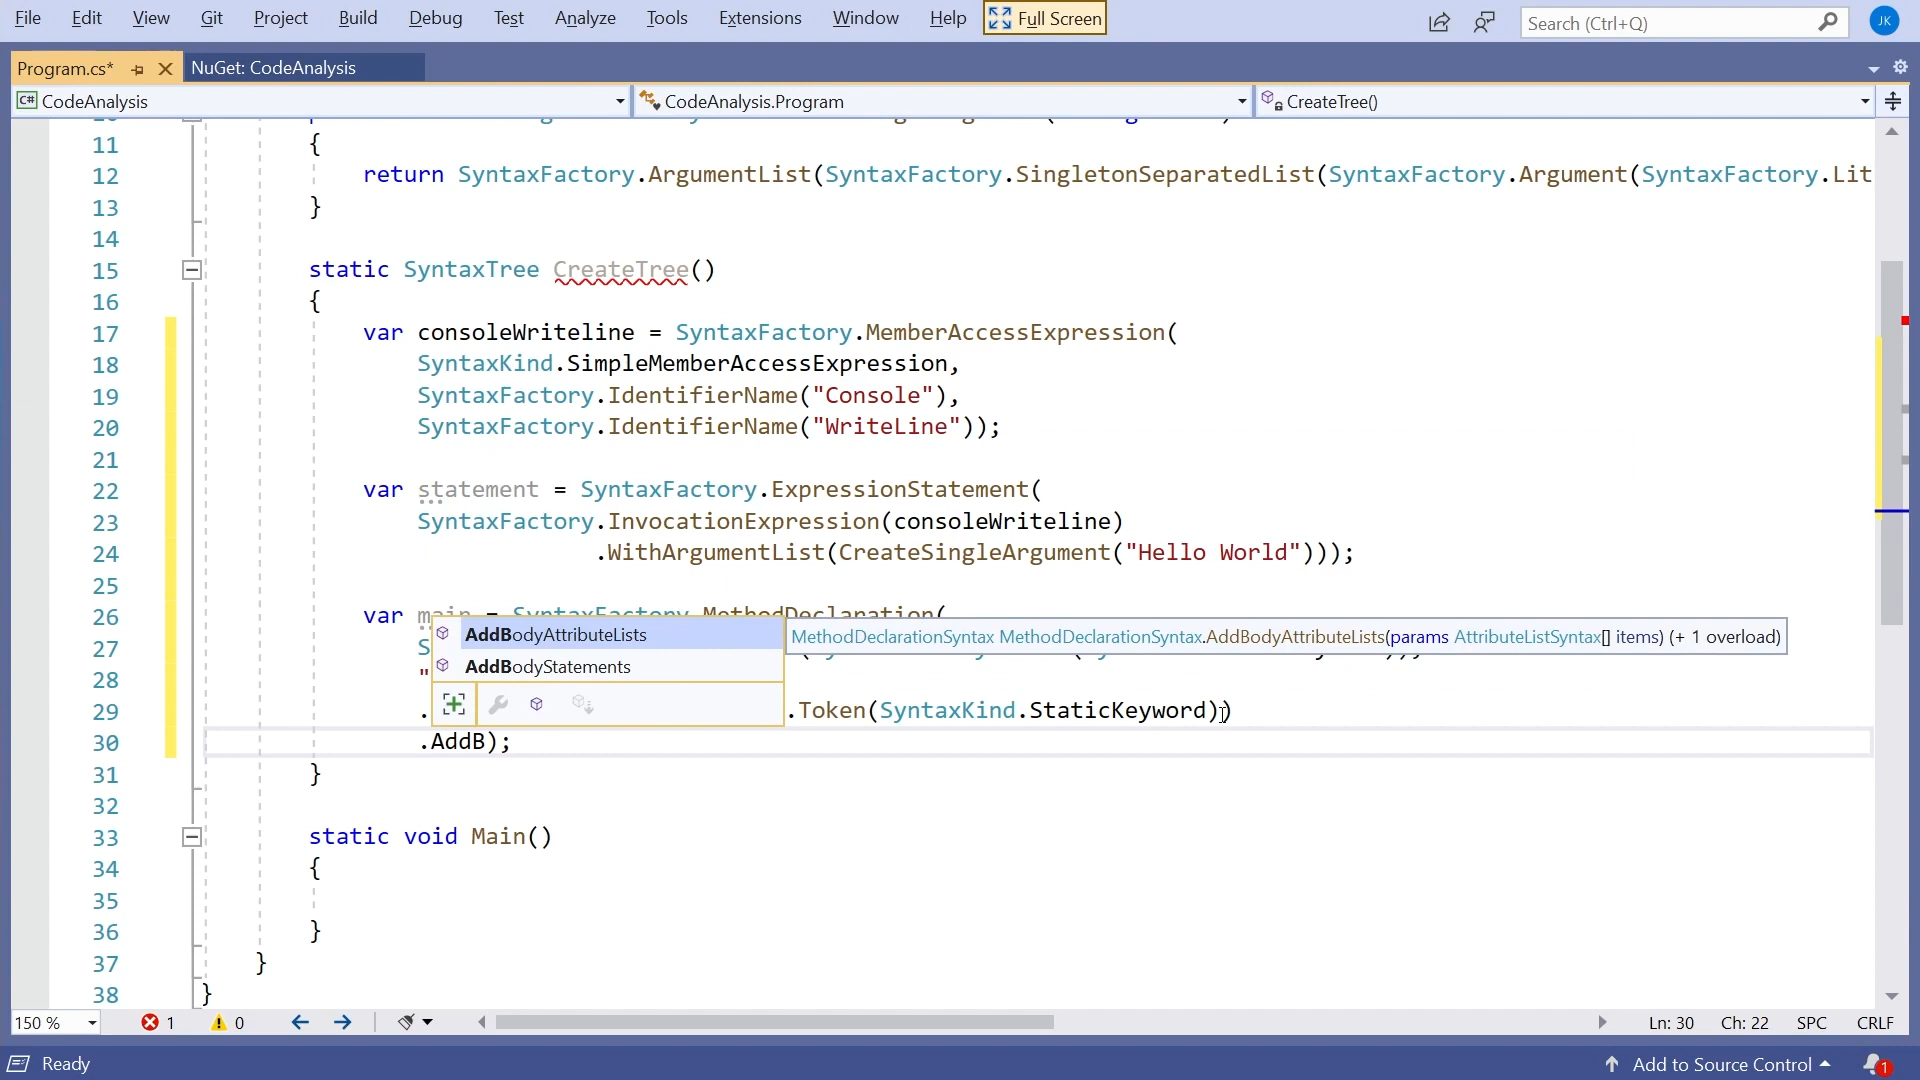 File Edit View Git Project Build Debug Test Analyze Tools Extensions Window Help Full Screen Search (Ctrl+Q) JK
Program.cs* NuGet: CodeAnalysis
C# CodeAnalysis CodeAnalysis.Program CreateTree()
11 {
12 return SyntaxFactory.ArgumentList(SyntaxFactory.SingletonSeparatedList(SyntaxFactory.Argument(SyntaxFactory.Lit
13 }
14
15 static SyntaxTree CreateTree()
16 {
17 var consoleWriteline = SyntaxFactory.MemberAccessExpression(
18 SyntaxKind.SimpleMemberAccessExpression,
19 SyntaxFactory.IdentifierName("Console"),
20 SyntaxFactory.IdentifierName("WriteLine"));
21
22 var statement = SyntaxFactory.ExpressionStatement(
23 SyntaxFactory.InvocationExpression(consoleWriteline)
24 .WithArgumentList(CreateSingleArgument("Hello World")));
25
26 var main = SyntaxFactory.MethodDeclaration(
AddBodyAttributeLists MethodDeclarationSyntax MethodDeclarationSyntax.AddBodyAttributeLists(params AttributeListSyntax[] items) (+ 1 overload)
27 S
AddBodyStatements
28 "
29 . .Token(SyntaxKind.StaticKeyword))
30 .AddB);
31 }
32
33 static void Main()
34 {
35
36 }
37 }
38 }
150 % 1 0 Ln: 30 Ch: 22 SPC CRLF
Ready Add to Source Control 1